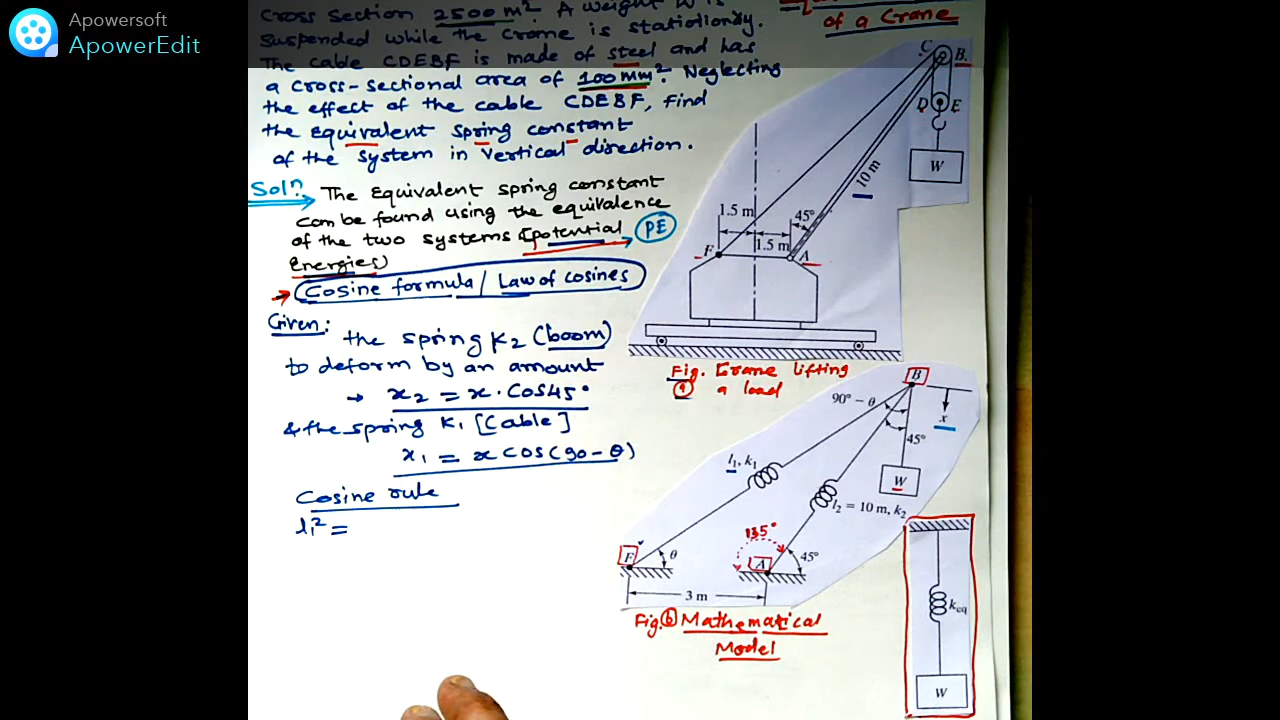 Apowersoft
ApowerEdit
Cross Section 2500 m². A weight W is
suspended while the Crame is stationary.
The cable CDEBF is made of steel and has
a cross-sectional area of 100 mm². Neglecting
the effect of the cable CDEBF, Find
the Equivalent spring constant
of the system in vertical direction.
of a Crane
C
B
D
E
W
10 m
45°
1.5 m
1.5 m
F
A
Fig. Crame lifting
a a load
Soln The Equivalent spring constant
can be found using the equivalence
of the two systems (potential
Energies)
PE
Cosine formula / Law of cosines
Given: the spring K2 (boom)
to deform by an amount
→ x2 = x . Cos45°
& the spring K1 [Cable]
x1 = x cos(90 - θ)
Cosine rule
l1² =
B
90° – θ
x
45°
W
l1, k1
l2 = 10 m, k2
135°
F
θ
A
45°
3 m
Fig. b Mathematical
Model
keq
W